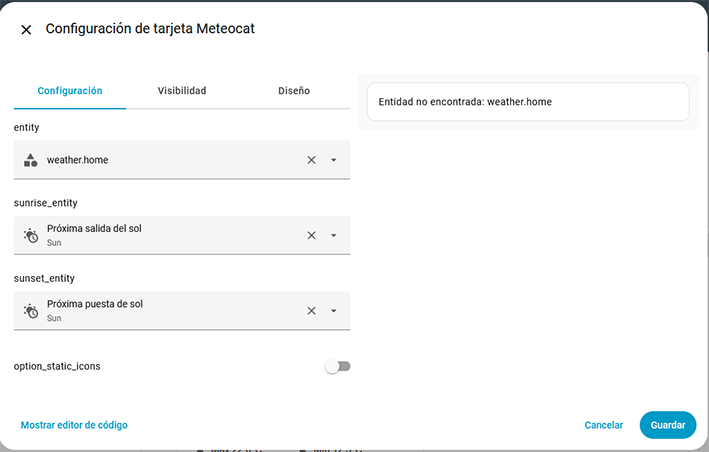 Configuración de tarjeta Meteocat
Configuración Visibilidad Diseño
Entidad no encontrada: weather.home
entity
weather.home
sunrise_entity
Próxima salida del sol
Sun
sunset_entity
Próxima puesta de sol
Sun
option_static_icons
Mostrar editor de código
Cancelar Guardar